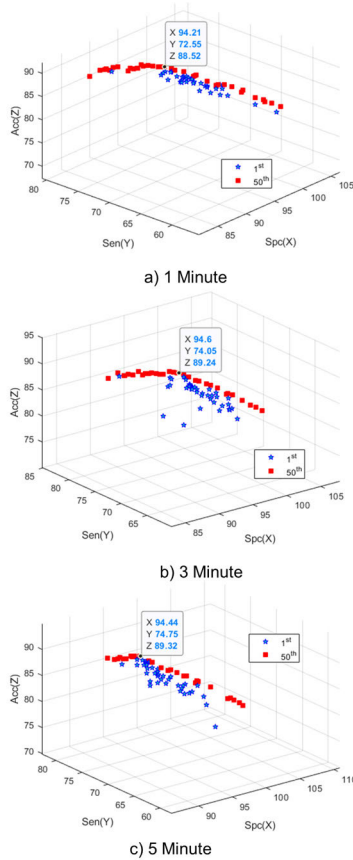 X 94.21
Y 72.55
Z 88.52
90
85
80
75
70
Acc(Z)
80
75
70
65
60
Sen(Y)
85
90
95
100
105
Spc(X)
1st
50th
a) 1 Minute
X 94.6
Y 74.05
Z 89.24
95
90
85
80
75
Acc(Z)
85
80
75
70
65
Sen(Y)
85
90
95
100
105
Spc(X)
1st
50th
b) 3 Minute
X 94.44
Y 74.75
Z 89.32
90
85
80
75
70
Acc(Z)
80
75
70
65
60
Sen(Y)
90
95
100
105
110
Spc(X)
1st
50th
c) 5 Minute